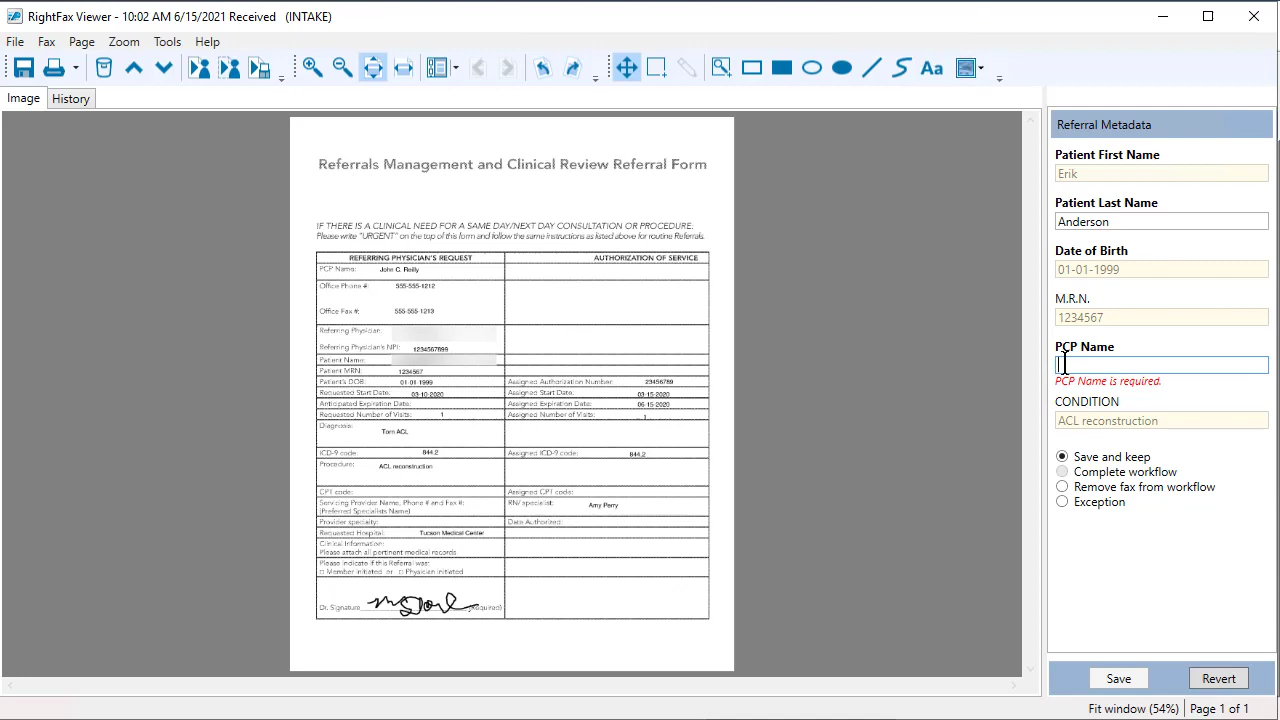 RightFax Viewer - 10:02 AM 6/15/2021 Received (INTAKE)
File Fax Page Zoom Tools Help
Aa
Image History
Referrals Management and Clinical Review Referral Form
IF THERE IS A CLINICAL NEED FOR A SAME DAY/NEXT DAY CONSULTATION OR PROCEDURE:
Please write "URGENT" on the top of this form and follow the same instructions as listed above for routine Referrals.
REFERRING PHYSICIAN'S REQUEST AUTHORIZATION OF SERVICE
PCP Name: John C. Reilly
Office Phone #: 555-555-1212
Office Fax #: 555-555-1213
Referring Physician:
Referring Physician's NPI: 1234567899
Patient Name:
Patient MRN: 1234567
Patient's DOB: 01-01-1999 Assigned Authorization Number: 23456789
Requested Start Date: 03-10-2020 Assigned Start Date: 03-15-2020
Anticipated Expiration Date: Assigned Expiration Date: 06-15-2020
Requested Number of Visits: 1 Assigned Number of Visits: 1
Diagnosis: Torn ACL
ICD-9 code: 844.2 Assigned ICD-9 code: 844.2
Procedure: ACL reconstruction
CPT code: Assigned CPT code:
Servicing Provider Name, Phone # and Fax #: RN/ specialist: Amy Perry
(Preferred Specialists Name)
Provider specialty: Date Authorized:
Requested Hospital: Tucson Medical Center
Clinical Information:
Please attach all pertinent medical records
Please indicate if this Referral was:
□ Member initiated or □ Physician initiated
Dr. Signature (Required)
Referral Metadata
Patient First Name
Erik
Patient Last Name
Anderson
Date of Birth
01-01-1999
M.R.N.
1234567
PCP Name
PCP Name is required.
CONDITION
ACL reconstruction
Save and keep
Complete workflow
Remove fax from workflow
Exception
Save Revert
Fit window (54%) Page 1 of 1